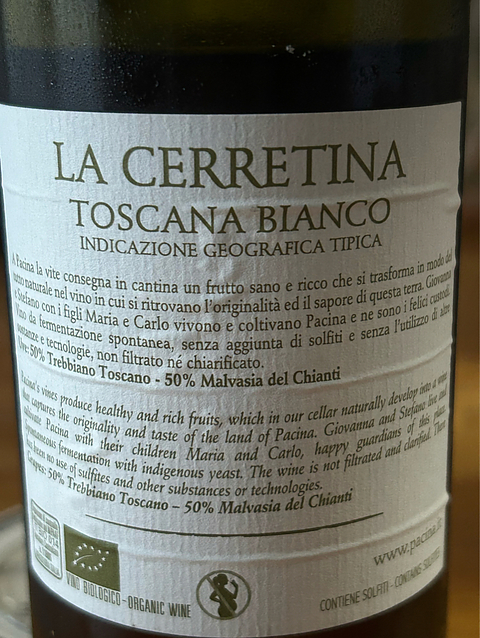 LA CERRETINA
TOSCANA BIANCO
INDICAZIONE GEOGRAFICA TIPICA
A Pacina la vite consegna in cantina un frutto sano e ricco che si trasforma in modo del
tutto naturale nel vino in cui si ritrovano l'originalità ed il sapore di questa terra. Giovanna
e Stefano con i figli Maria e Carlo vivono e coltivano Pacina e ne sono i felici custodi.
Vino da fermentazione spontanea, senza aggiunta di solfiti e senza l'utilizzo di altre
sostanze e tecnologie, non filtrato né chiarificato.
Uve: 50% Trebbiano Toscano - 50% Malvasia del Chianti
Pacina's vines produce healthy and rich fruits, which in our cellar naturally develop into a wine
that captures the originality and taste of the land of Pacina. Giovanna and Stefano live and
cultivate Pacina with their children Maria and Carlo, happy guardians of this place.
Spontaneous fermentation with indigenous yeast. The wine is not filtrated and clarified. There
been no use of sulfites and other substances or technologies.
Grapes: 50% Trebbiano Toscano – 50% Malvasia del Chianti
www.pacina.it
VINO BIOLOGICO - ORGANIC WINE
CONTIENE SOLFITI - CONTAINS SULFITES